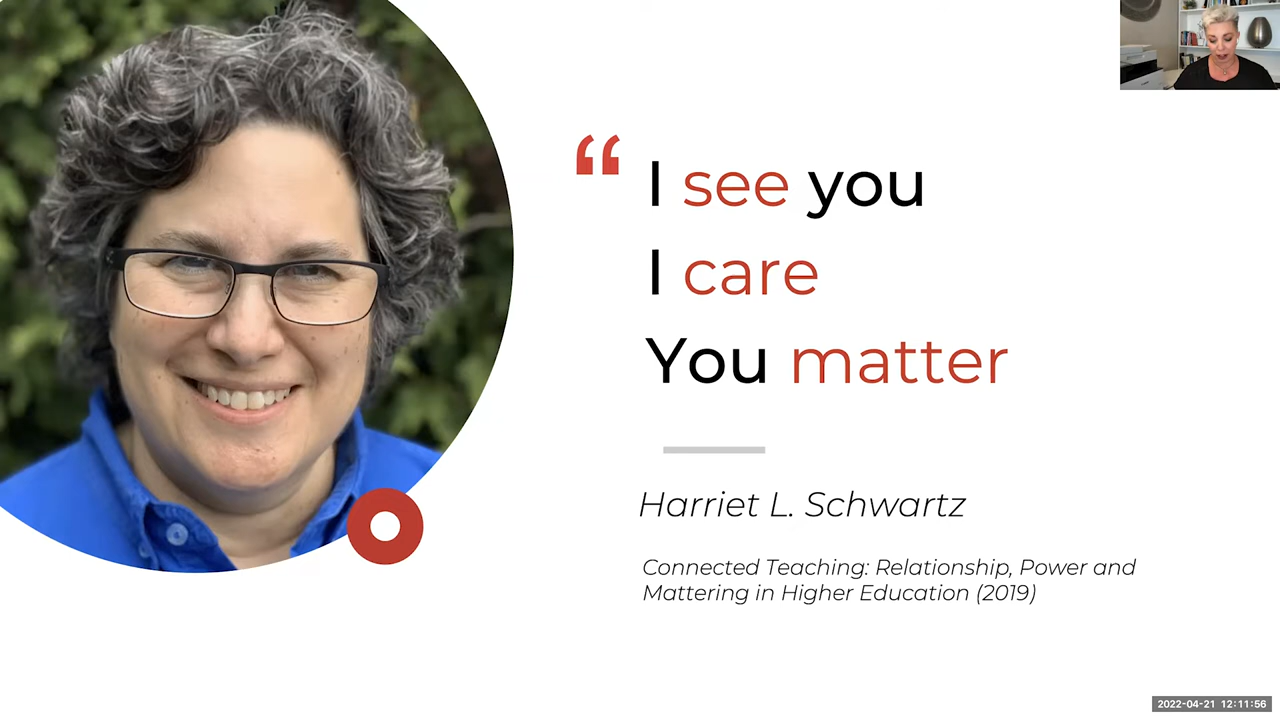 “ I see you
I care
You matter
Harriet L. Schwartz
Connected Teaching: Relationship, Power and
Mattering in Higher Education (2019)
2022-04-21 12:11:56